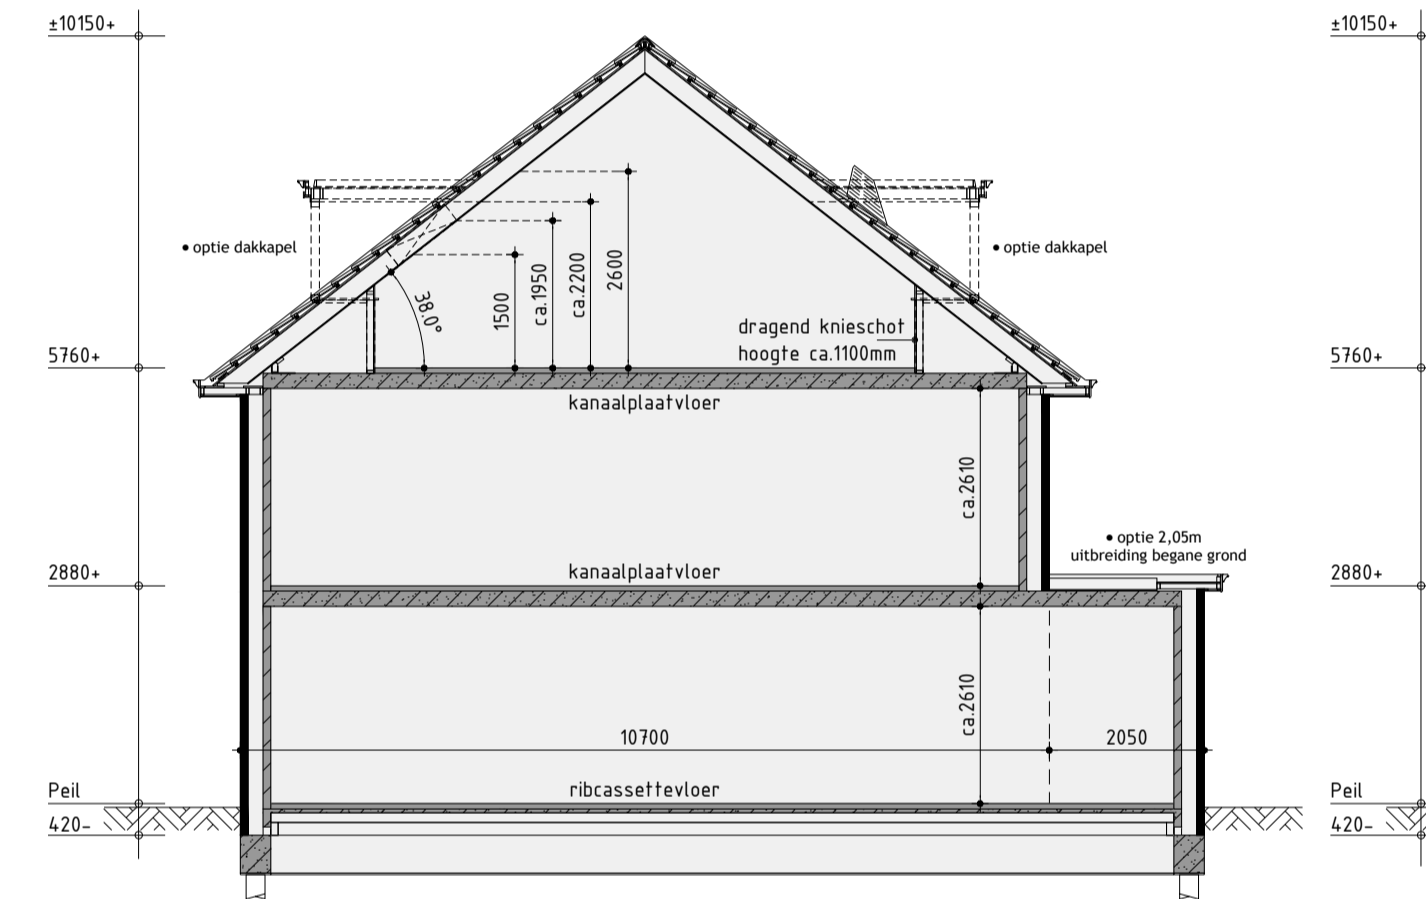 ±10150+
±10150+
• optie dakkapel
• optie dakkapel
38.0°
1500
ca.1950
ca.2200
2600
dragend knieschot
hoogte ca.1100mm
5760+
5760+
kanaalplaatvloer
ca.2610
• optie 2,05m
uitbreiding begane grond
2880+
kanaalplaatvloer
2880+
ca.2610
10700
2050
Peil
ribcassettevloer
Peil
420-
420-